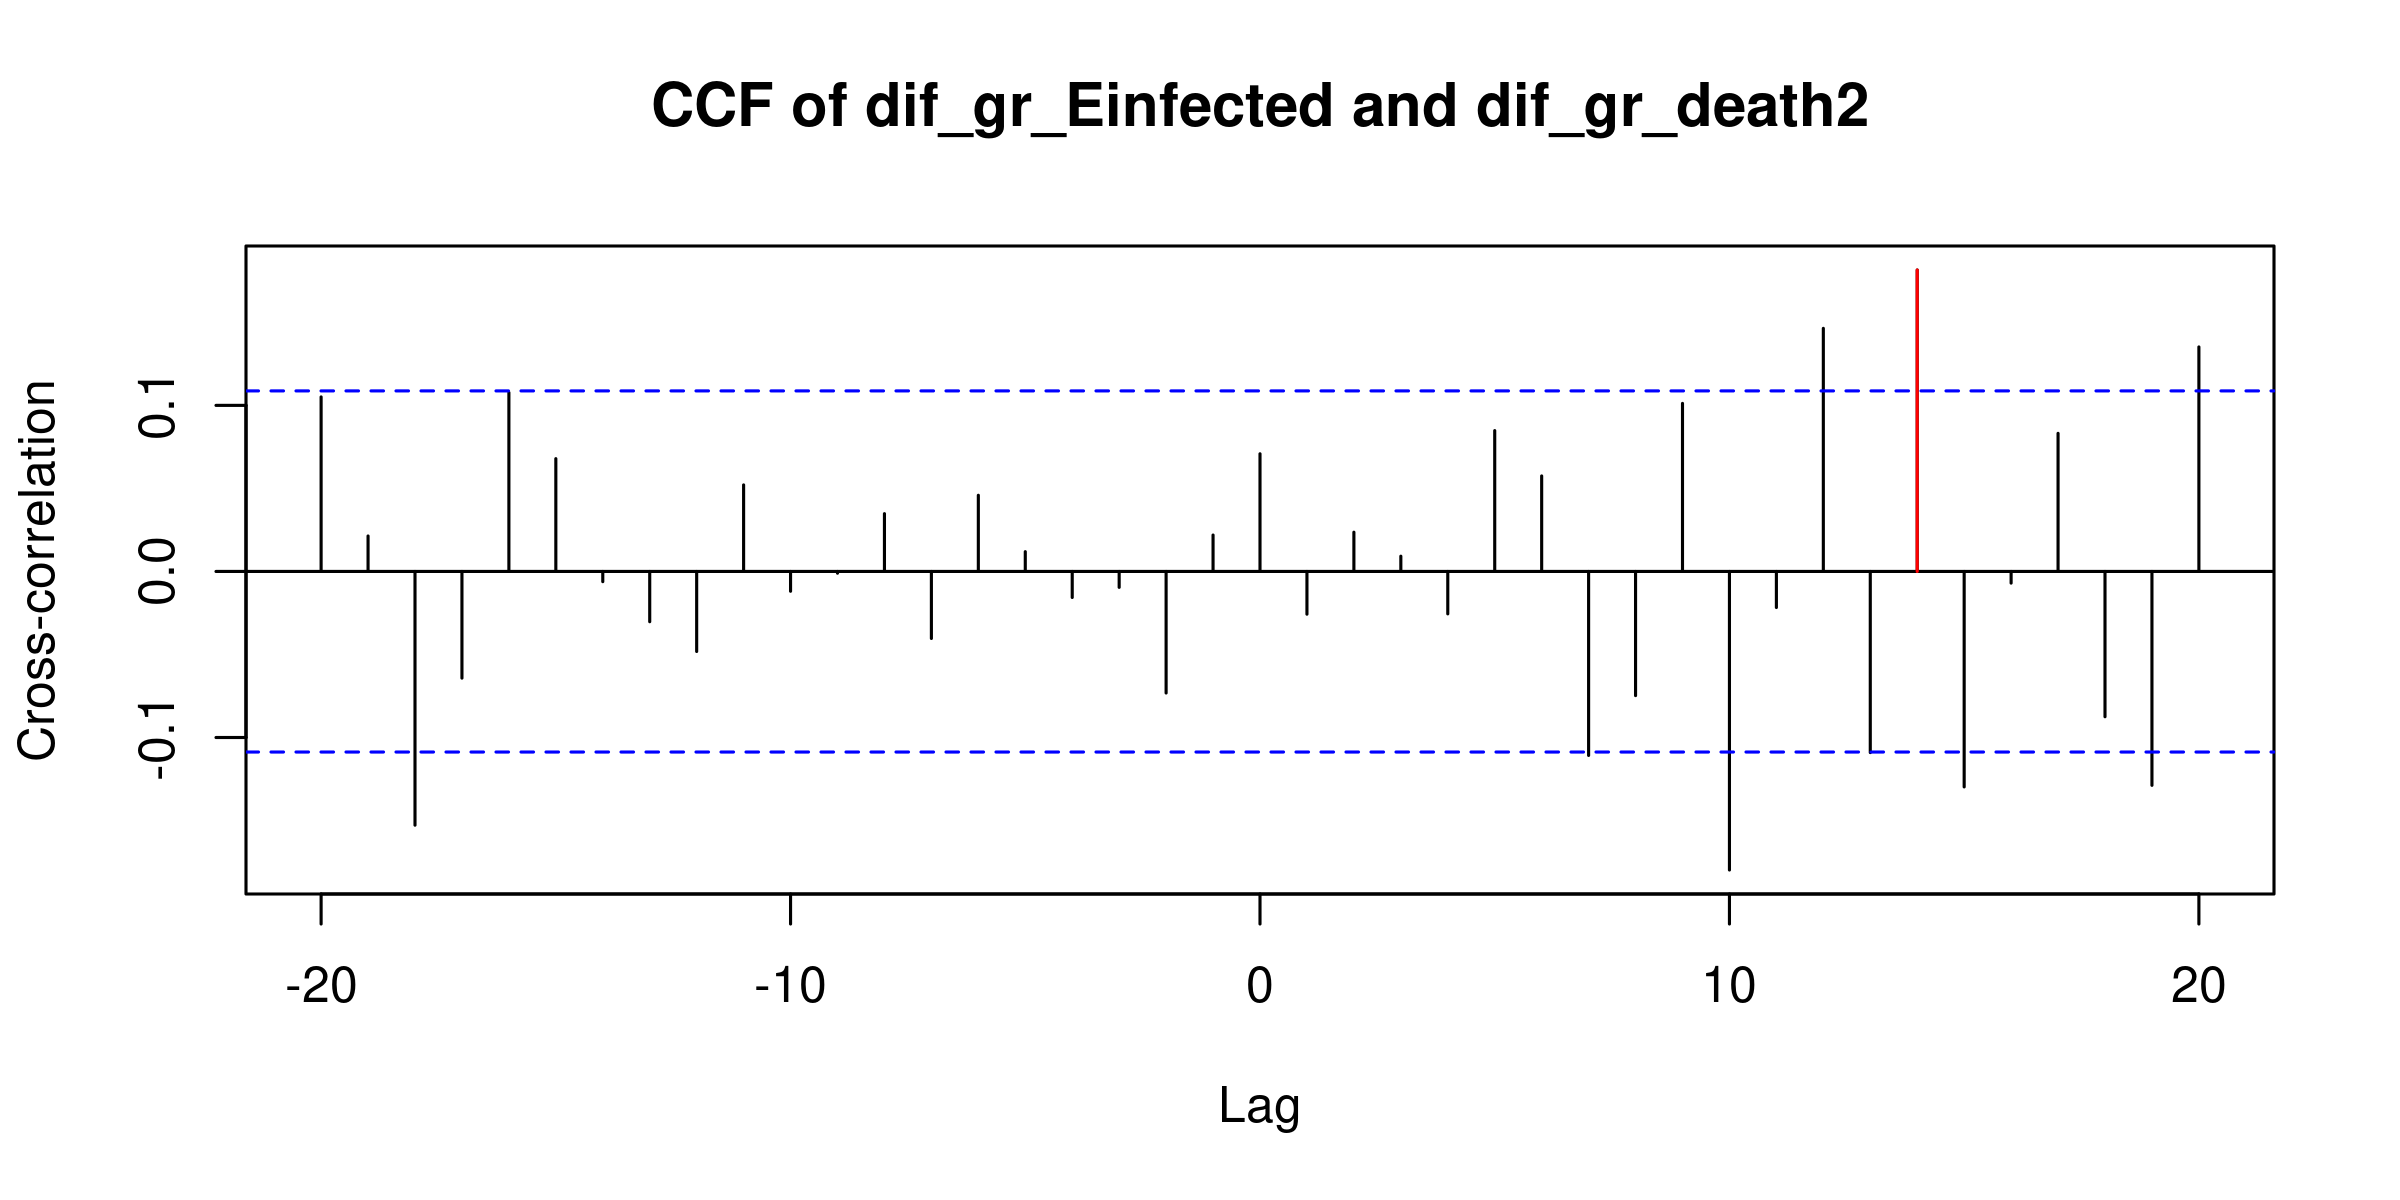 CCF of dif_gr_Einfected and dif_gr_death2
Cross-correlation
0.1
0.0
-0.1
-20 -10 0 10 20
Lag